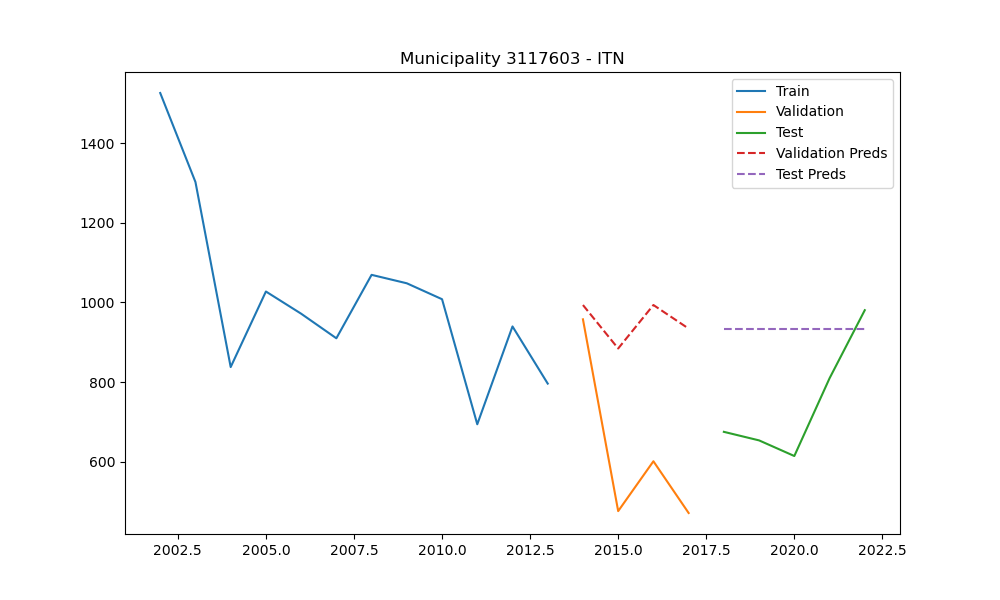 Municipality 3117603 - ITN
Train
Validation
Test
Validation Preds
Test Preds
1400
1200
1000
800
600
2002.5 2005.0 2007.5 2010.0 2012.5 2015.0 2017.5 2020.0 2022.5